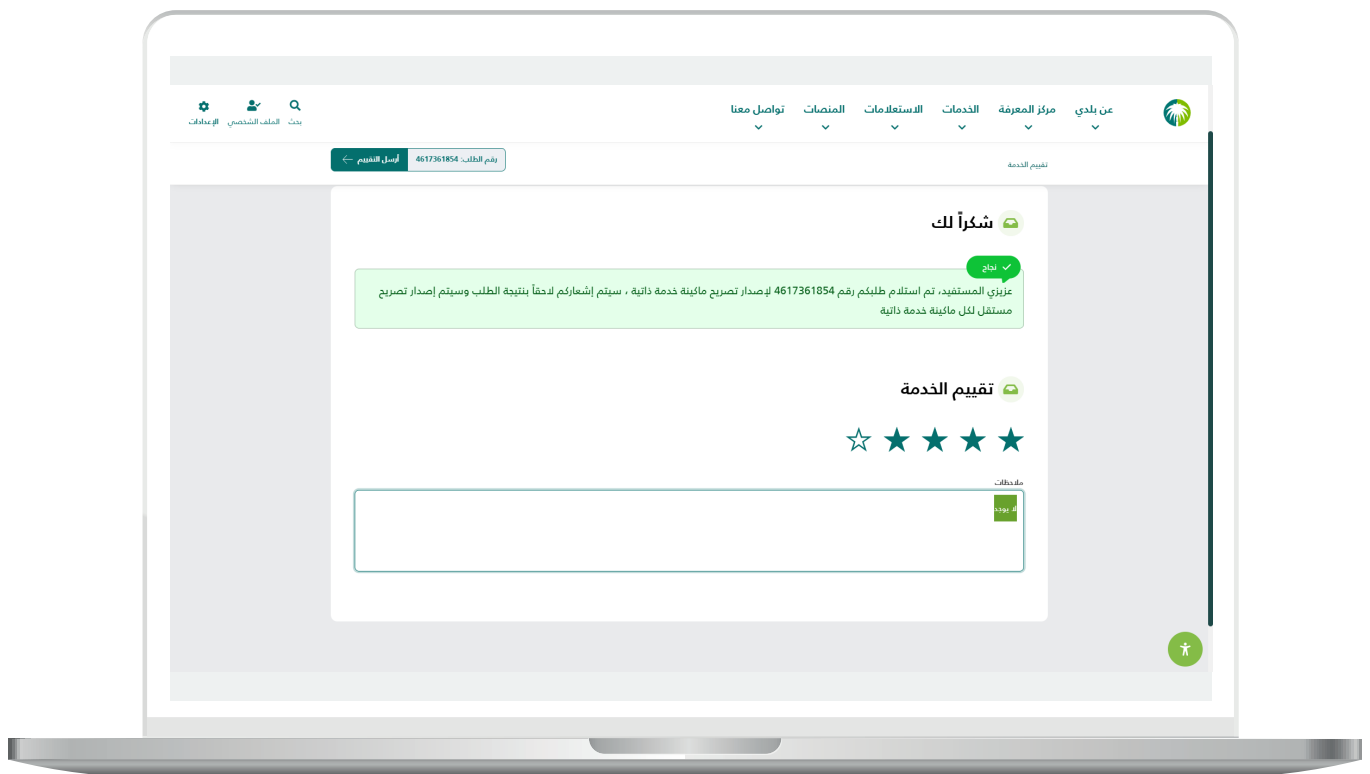 عن بلدي
مركز المعرفة
الخدمات
الاستعلامات
المنصات
تواصل معنا
بحث
الملف الشخصي
الإعدادات
تقييم الخدمة
رقم الطلب: 4617361854
أرسل التقييم
شكراً لك
نجاح
عزيزي المستفيد، تم استلام طلبكم رقم 4617361854 لإصدار تصريح ماكينة خدمة ذاتية ، سيتم إشعاركم لاحقاً بنتيجة الطلب وسيتم إصدار تصريح
مستقل لكل ماكينة خدمة ذاتية
تقييم الخدمة
ملاحظات
لا يوجد